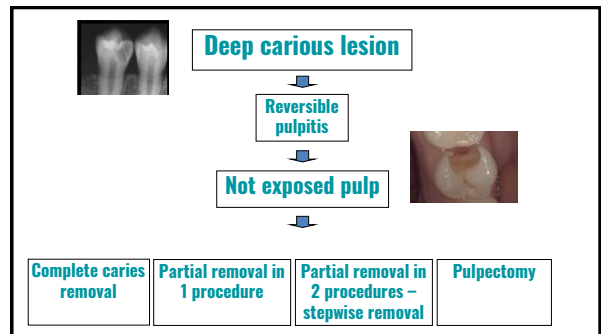 Deep carious lesion
Reversible
pulpitis
Not exposed pulp
Complete caries
removal
Partial removal in
1 procedure
Partial removal in
2 procedures –
stepwise removal
Pulpectomy